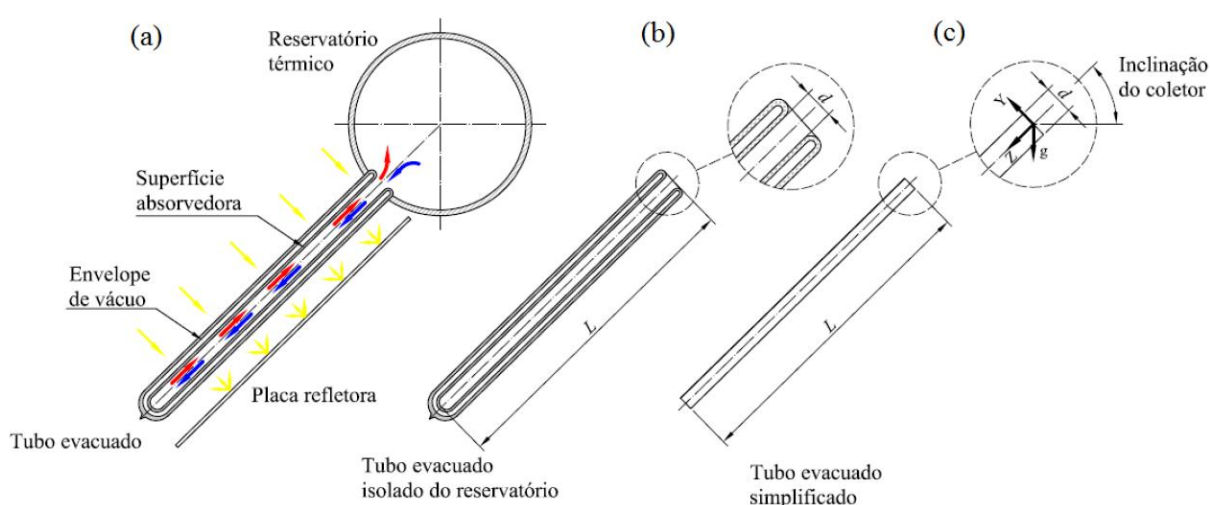 (a)
Reservatório
térmico
Superfície
absorvedora
Envelope
de vácuo
Placa refletora
Tubo evacuado
(b)
d
L
Tubo evacuado
isolado do reservatório
(c)
Inclinação
do coletor
Y
d
Z
g
L
Tubo evacuado
simplificado